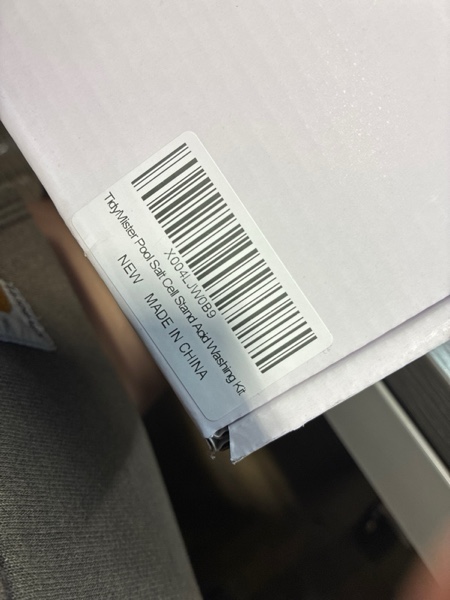 X004LJW0B9
TidyMister Pool Salt Cell Stand Acid Washing Kit
NEW MADE IN CHINA